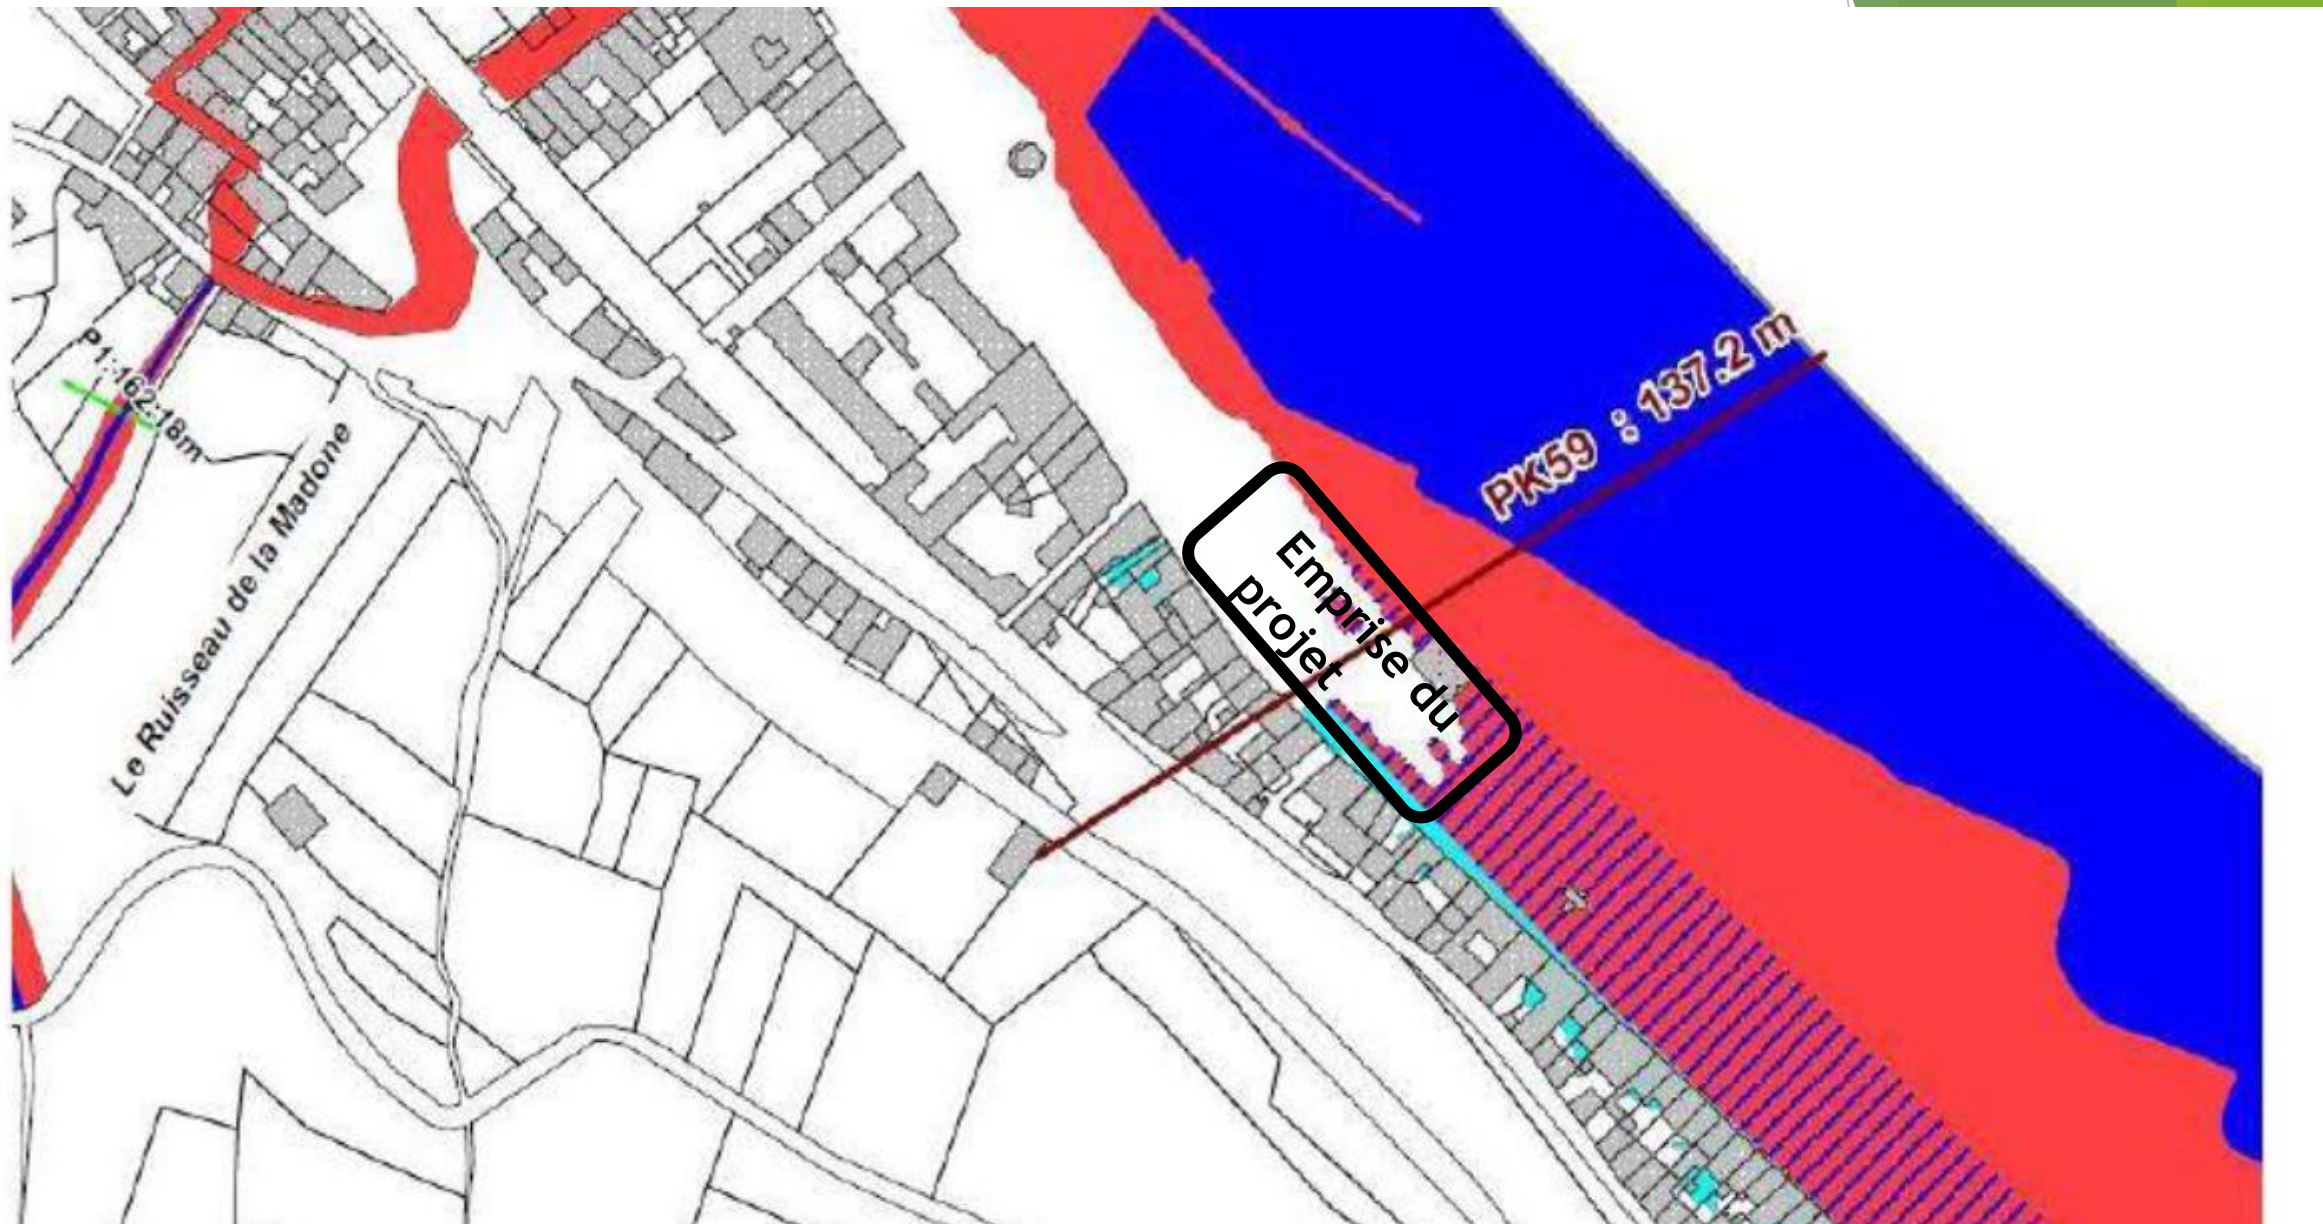 PK59 : 137.2 m
P1:162.18m
Le Ruisseau de la Madone
Emprise du
projet